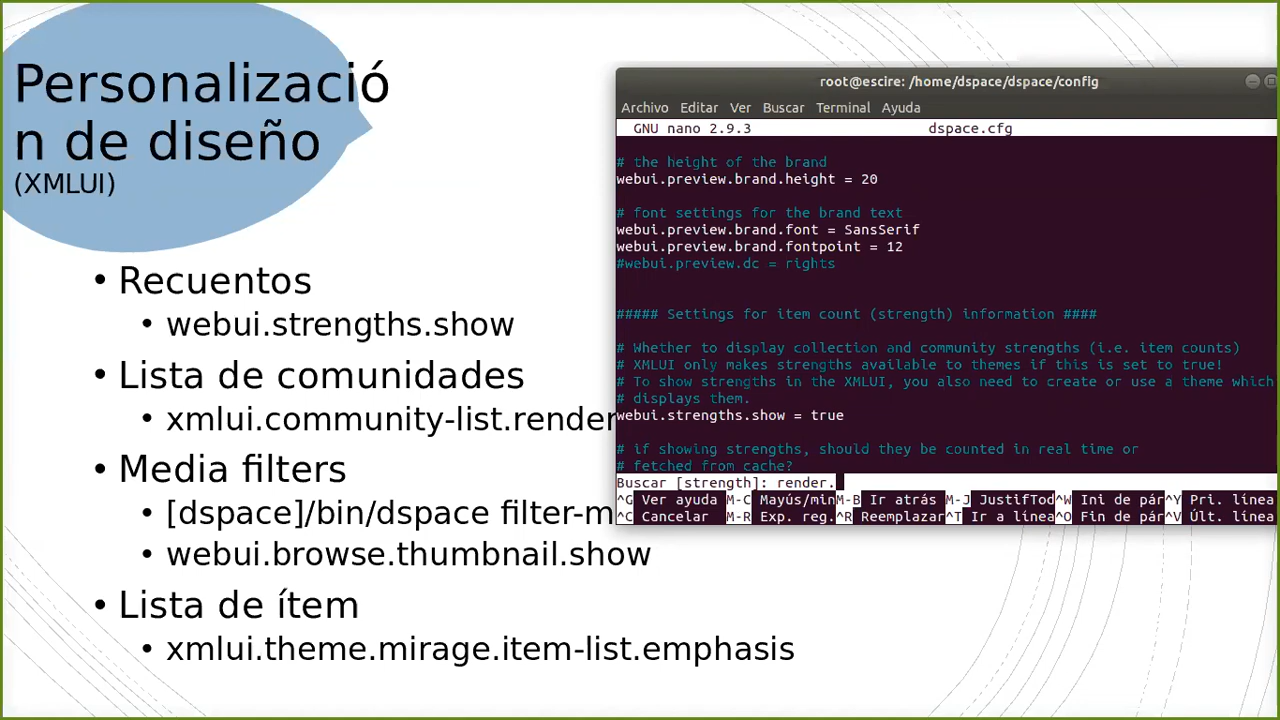 Personalizació
n de diseño
(XMLUI)
• Recuentos
• webui.strengths.show
• Lista de comunidades
• xmlui.community-list.render
• Media filters
• [dspace]/bin/dspace filter-m
• webui.browse.thumbnail.show
• Lista de ítem
• xmlui.theme.mirage.item-list.emphasis
root@escire: /home/dspace/dspace/config
Archivo Editar Ver Buscar Terminal Ayuda
GNU nano 2.9.3 dspace.cfg
# the height of the brand
webui.preview.brand.height = 20
# font settings for the brand text
webui.preview.brand.font = SansSerif
webui.preview.brand.fontpoint = 12
#webui.preview.dc = rights
##### Settings for item count (strength) information ####
# Whether to display collection and community strengths (i.e. item counts)
# XMLUI only makes strengths available to themes if this is set to true!
# To show strengths in the XMLUI, you also need to create or use a theme which
# displays them.
webui.strengths.show = true
# if showing strengths, should they be counted in real time or
# fetched from cache?
Buscar [strength]: render.
^G Ver ayuda M-C Mayús/min M-B Ir atrás M-J JustifTod ^W Ini de pár ^Y Pri. línea
^C Cancelar M-R Exp. reg. ^R Reemplazar ^T Ir a línea ^O Fin de pár ^V Últ. línea